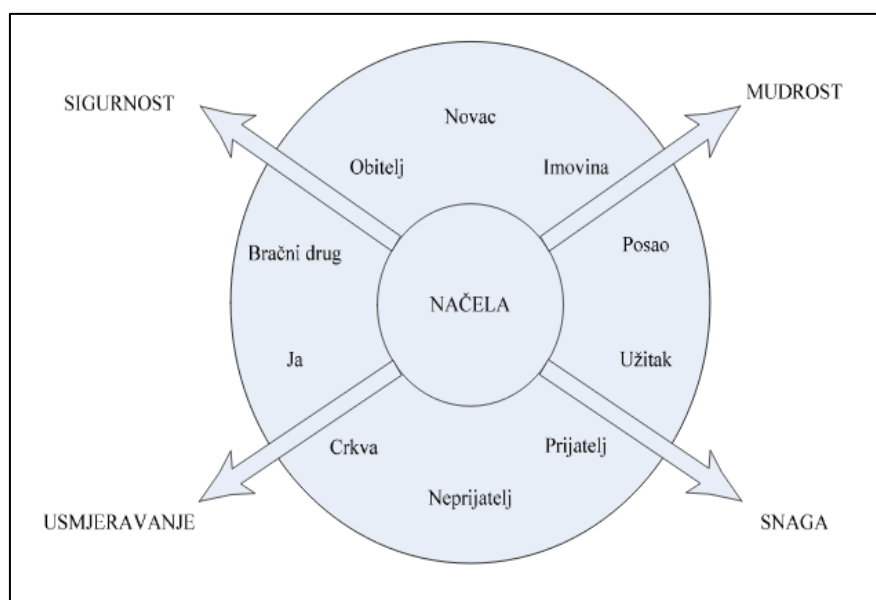 SIGURNOST
MUDROST
Novac
Obitelj
Imovina
Bračni drug
Posao
NAČELA
Ja
Užitak
Crkva
Prijatelj
Neprijatelj
USMJERAVANJE
SNAGA